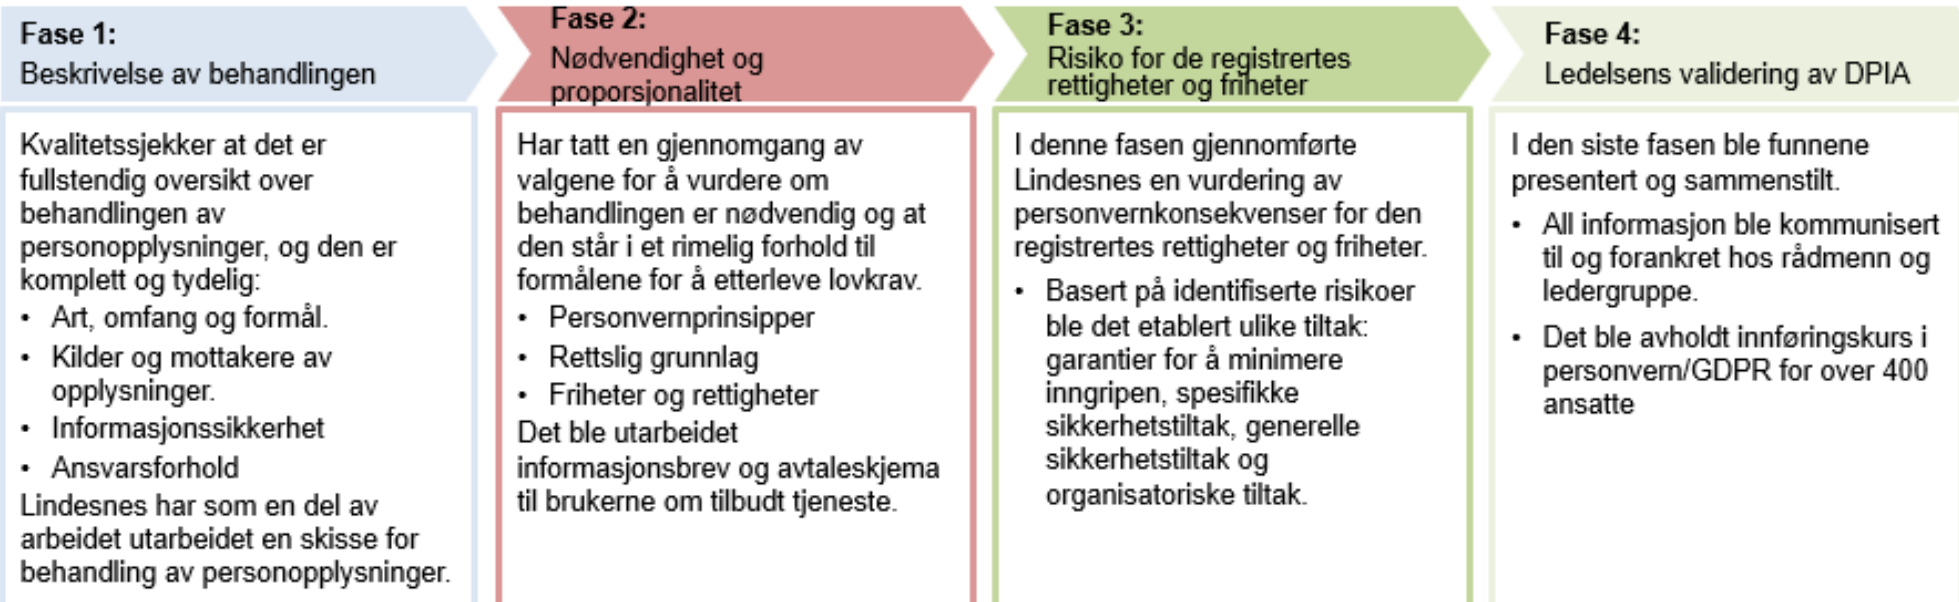 Fase 1:
Beskrivelse av behandlingen
Kvalitetssjekker at det er
fullstendig oversikt over
behandlingen av
personopplysninger, og den er
komplett og tydelig:
• Art, omfang og formål.
• Kilder og mottakere av
opplysninger.
• Informasjonssikkerhet
• Ansvarsforhold
Lindesnes har som en del av
arbeidet utarbeidet en skisse for
behandling av personopplysninger.
Fase 2:
Nødvendighet og
proporsjonalitet
Har tatt en gjennomgang av
valgene for å vurdere om
behandlingen er nødvendig og at
den står i et rimelig forhold til
formålene for å etterleve lovkrav.
• Personvernprinsipper
• Rettslig grunnlag
• Friheter og rettigheter
Det ble utarbeidet
informasjonsbrev og avtaleskjema
til brukerne om tilbudt tjeneste.
Fase 3:
Risiko for de registrertes
rettigheter og friheter
I denne fasen gjennomførte
Lindesnes en vurdering av
personvernkonsekvenser for den
registrertes rettigheter og friheter.
• Basert på identifiserte risikoer
ble det etablert ulike tiltak:
garantier for å minimere
inngripen, spesifikke
sikkerhetstiltak, generelle
sikkerhetstiltak og
organisatoriske tiltak.
Fase 4:
Ledelsens validering av DPIA
I den siste fasen ble funnene
presentert og sammenstilt.
• All informasjon ble kommunisert
til og forankret hos rådmenn og
ledergruppe.
• Det ble avholdt innføringskurs i
personvern/GDPR for over 400
ansatte